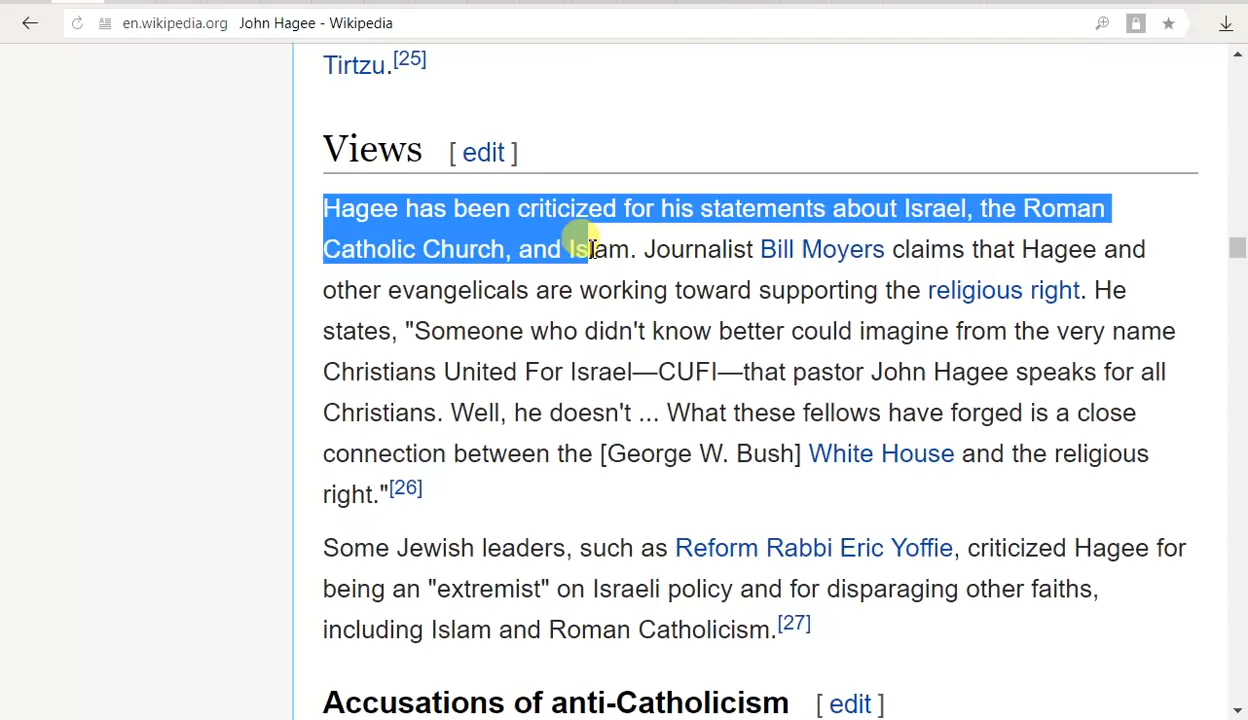 en.wikipedia.org John Hagee - Wikipedia
Tirtzu.[25]
Views [ edit ]
Hagee has been criticized for his statements about Israel, the Roman
Catholic Church, and Islam. Journalist Bill Moyers claims that Hagee and
other evangelicals are working toward supporting the religious right. He
states, "Someone who didn't know better could imagine from the very name
Christians United For Israel—CUFI—that pastor John Hagee speaks for all
Christians. Well, he doesn't ... What these fellows have forged is a close
connection between the [George W. Bush] White House and the religious
right."[26]
Some Jewish leaders, such as Reform Rabbi Eric Yoffie, criticized Hagee for
being an "extremist" on Israeli policy and for disparaging other faiths,
including Islam and Roman Catholicism.[27]
Accusations of anti-Catholicism [ edit ]